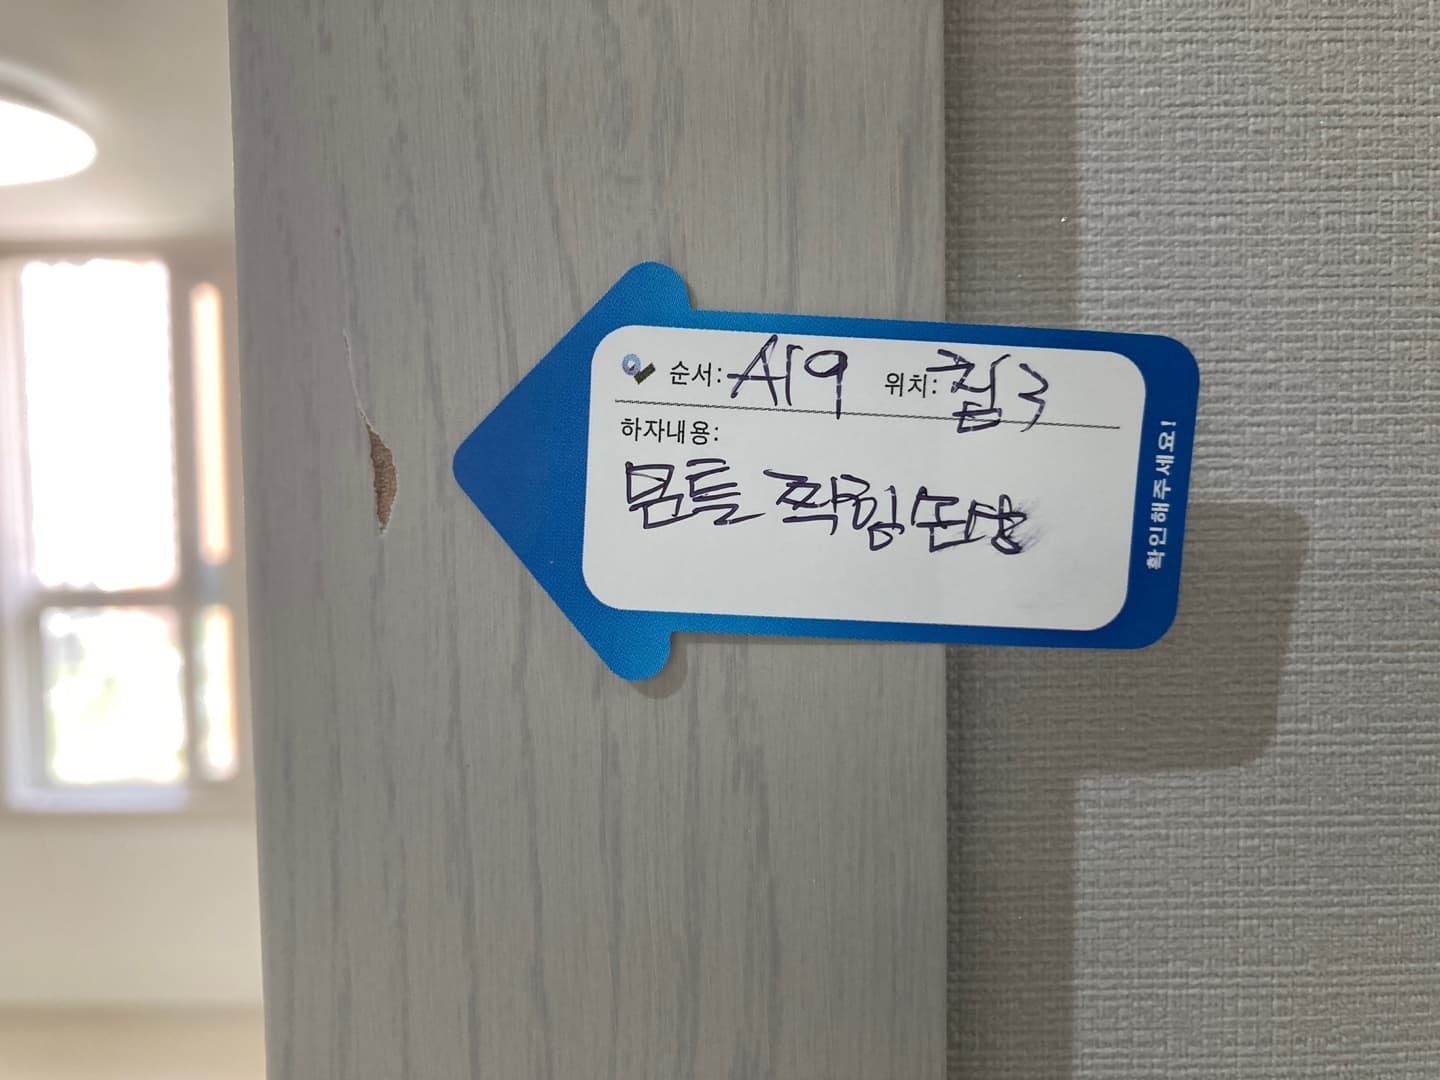 순서: A19 위치: 침3
하자내용:
문틀 찍힘손상
확인해주세요!